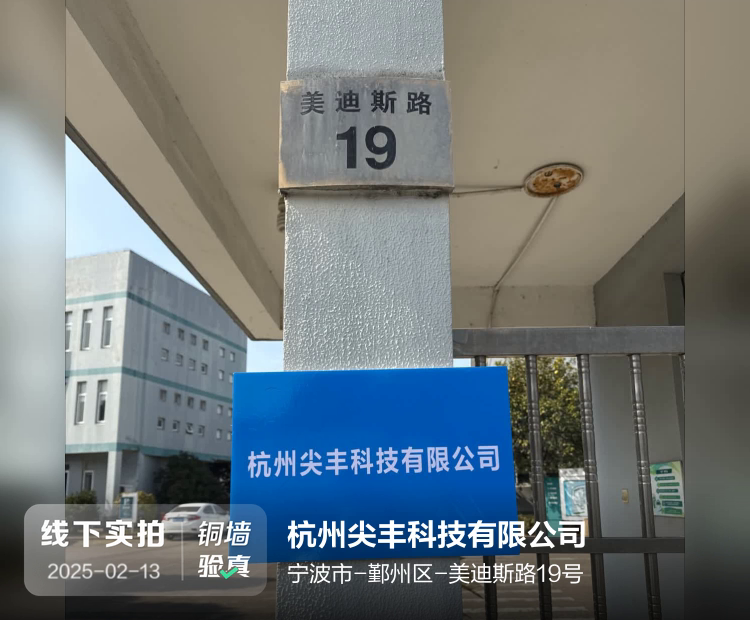 美迪斯路
19
杭州尖丰科技有限公司
线下实拍
2025-02-13
铜墙
验真
杭州尖丰科技有限公司
宁波市-鄞州区-美迪斯路19号